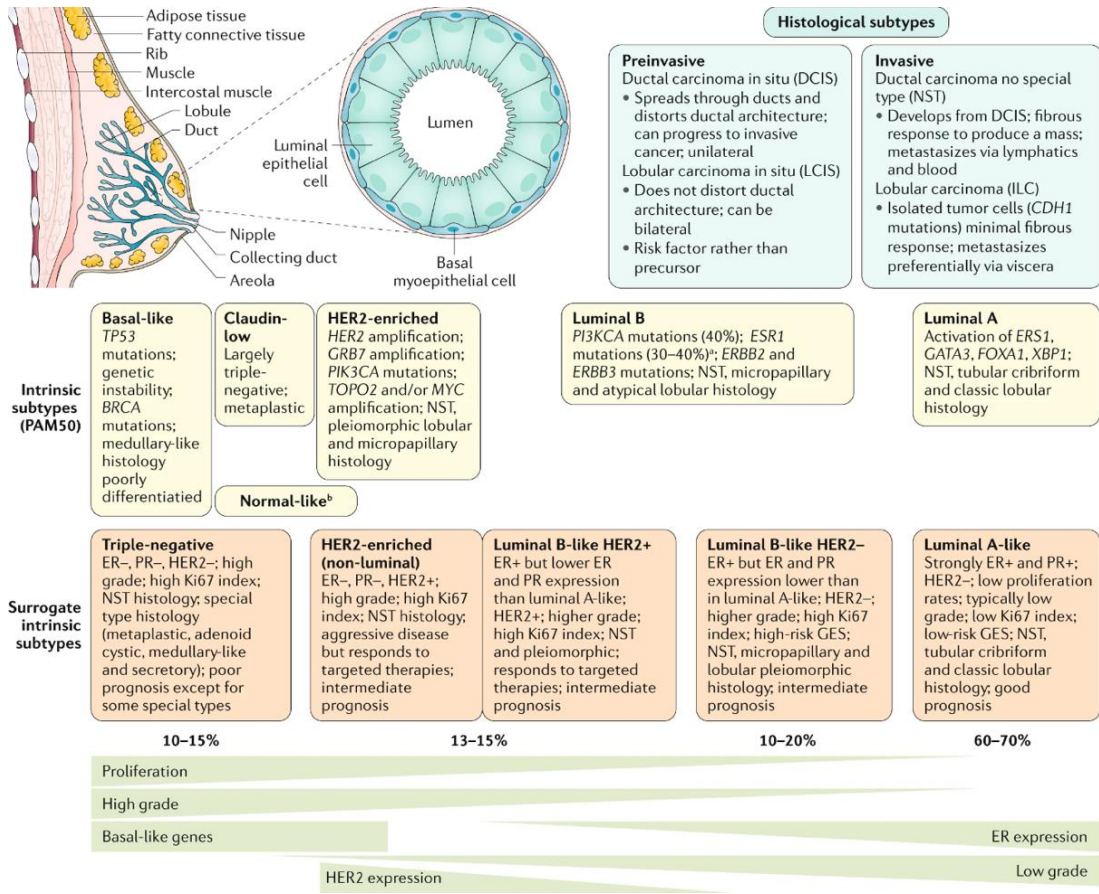 Adipose tissue
Fatty connective tissue
Rib
Muscle
Intercostal muscle
Lobule
Duct
Nipple
Collecting duct
Areola
Luminal
epithelial
cell
Lumen
Basal
myoepithelial cell
Histological subtypes
Preinvasive
Ductal carcinoma in situ (DCIS)
• Spreads through ducts and
distorts ductal architecture;
can progress to invasive
cancer; unilateral
Lobular carcinoma in situ (LCIS)
• Does not distort ductal
architecture; can be
bilateral
• Risk factor rather than
precursor
Invasive
Ductal carcinoma no special
type (NST)
• Develops from DCIS; fibrous
response to produce a mass;
metastasizes via lymphatics
and blood
Lobular carcinoma (ILC)
• Isolated tumor cells (CDH1
mutations) minimal fibrous
response; metastasizes
preferentially via viscera
Intrinsic
subtypes
(PAM50)
Basal-like
TP53
mutations;
genetic
instability;
BRCA
mutations;
medullary-like
histology
poorly
differentiatied
Claudin-
low
Largely
triple-
negative;
metaplastic
HER2-enriched
HER2 amplification;
GRB7 amplification;
PIK3CA mutations;
TOPO2 and/or MYC
amplification; NST,
pleiomorphic lobular
and micropapillary
histology
Normal-likeᵇ
Luminal B
PI3KCA mutations (40%); ESR1
mutations (30–40%)ᵃ; ERBB2 and
ERBB3 mutations; NST, micropapillary
and atypical lobular histology
Luminal A
Activation of ERS1,
GATA3, FOXA1, XBP1;
NST, tubular cribriform
and classic lobular
histology
Surrogate
intrinsic
subtypes
Triple-negative
ER–, PR–, HER2–; high
grade; high Ki67 index;
NST histology; special
type histology
(metaplastic, adenoid
cystic, medullary-like
and secretory); poor
prognosis except for
some special types
HER2-enriched
(non-luminal)
ER–, PR–, HER2+;
high grade; high Ki67
index; NST histology;
aggressive disease
but responds to
targeted therapies;
intermediate
prognosis
Luminal B-like HER2+
ER+ but lower ER
and PR expression
than luminal A-like;
HER2+; higher grade;
high Ki67 index; NST
and pleiomorphic;
responds to targeted
therapies; intermediate
prognosis
Luminal B-like HER2–
ER+ but ER and PR
expression lower than
in luminal A-like; HER2–;
higher grade; high Ki67
index; high-risk GES;
NST, micropapillary and
lobular pleiomorphic
histology; intermediate
prognosis
Luminal A-like
Strongly ER+ and PR+;
HER2–; low proliferation
rates; typically low
grade; low Ki67 index;
low-risk GES; NST,
tubular cribriform
and classic lobular
histology; good
prognosis
10–15%
13–15%
10–20%
60–70%
Proliferation
High grade
Basal-like genes
ER expression
HER2 expression
Low grade